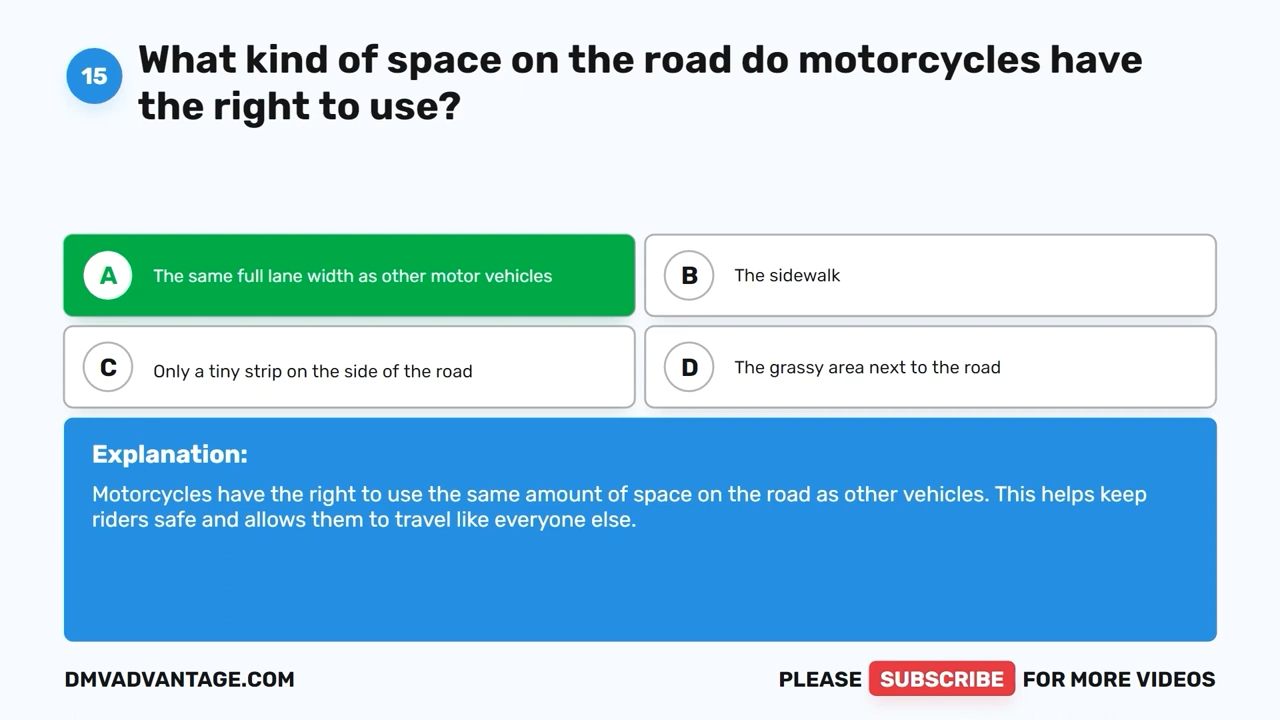 15
What kind of space on the road do motorcycles have
the right to use?
A
The same full lane width as other motor vehicles
B
The sidewalk
C
Only a tiny strip on the side of the road
D
The grassy area next to the road
Explanation:
Motorcycles have the right to use the same amount of space on the road as other vehicles. This helps keep
riders safe and allows them to travel like everyone else.
DMVADVANTAGE.COM
PLEASE SUBSCRIBE FOR MORE VIDEOS